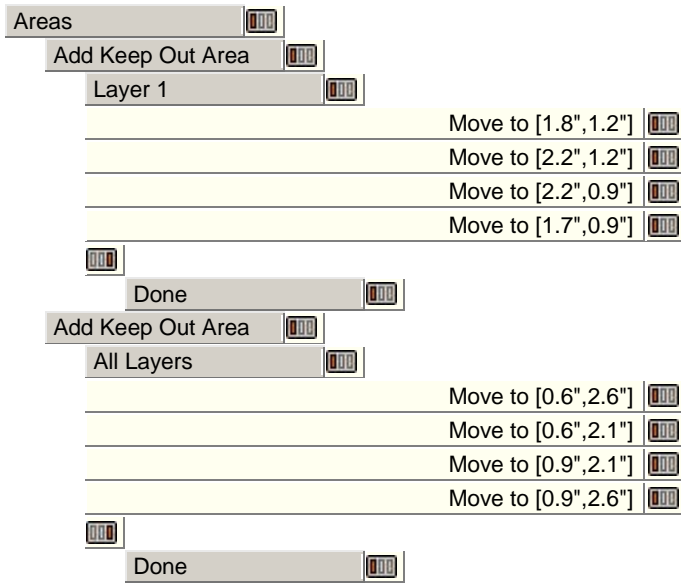 Areas
Add Keep Out Area
Layer 1
Move to [1.8",1.2"]
Move to [2.2",1.2"]
Move to [2.2",0.9"]
Move to [1.7",0.9"]
Done
Add Keep Out Area
All Layers
Move to [0.6",2.6"]
Move to [0.6",2.1"]
Move to [0.9",2.1"]
Move to [0.9",2.6"]
Done